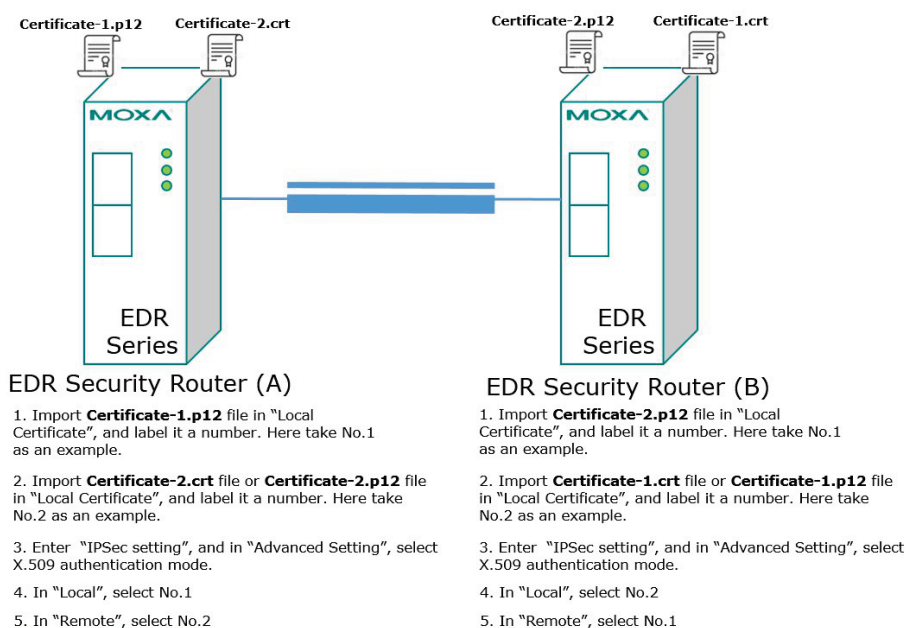 Certificate-1.p12
Certificate-2.crt
MOXA
EDR
Series
EDR Security Router (A)
1. Import Certificate-1.p12 file in “Local
Certificate”, and label it a number. Here take No.1
as an example.
2. Import Certificate-2.crt file or Certificate-2.p12 file
in “Local Certificate”, and label it a number. Here take
No.2 as an example.
3. Enter “IPSec setting”, and in “Advanced Setting”, select
X.509 authentication mode.
4. In “Local”, select No.1
5. In “Remote”, select No.2
Certificate-2.p12
Certificate-1.crt
MOXA
EDR
Series
EDR Security Router (B)
1. Import Certificate-2.p12 file in “Local
Certificate”, and label it a number. Here take No.1
as an example.
2. Import Certificate-1.crt file or Certificate-1.p12 file
in “Local Certificate”, and label it a number. Here take
No.2 as an example.
3. Enter “IPSec setting”, and in “Advanced Setting”, select
X.509 authentication mode.
4. In “Local”, select No.2
5. In “Remote”, select No.1